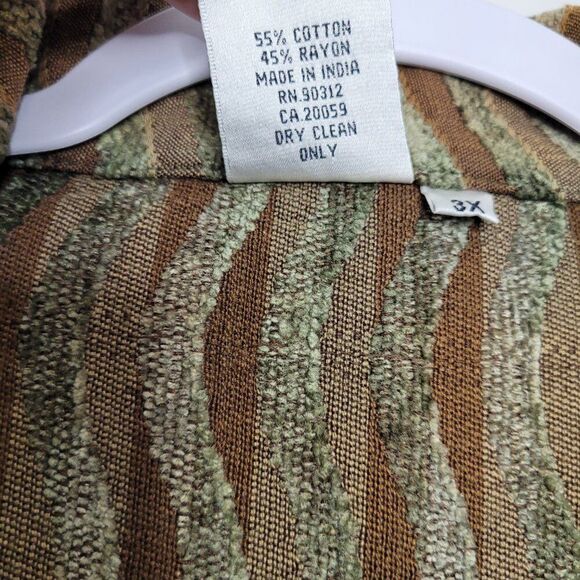 55% COTTON
45% RAYON
MADE IN INDIA
RN.90312
CA.20059
DRY CLEAN
ONLY
3X